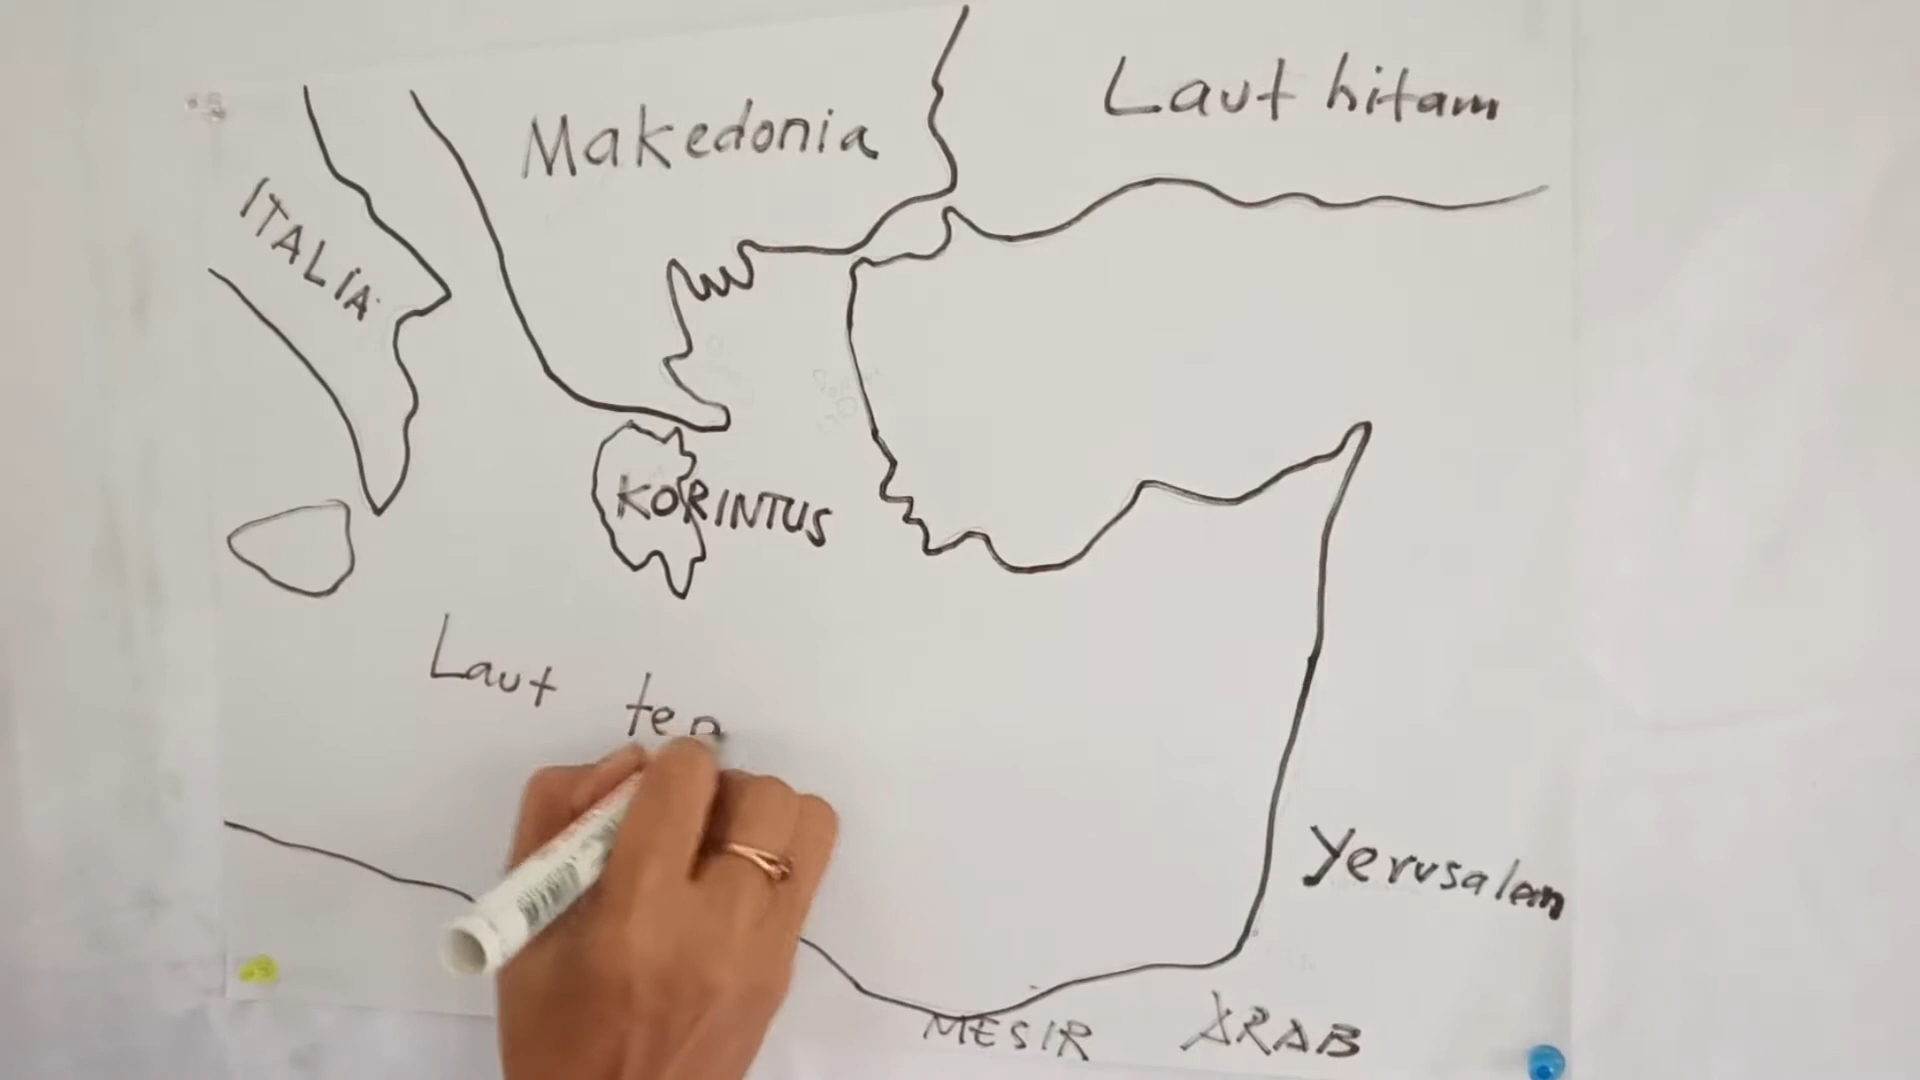 Laut hitam
Makedonia
ITALIA
KORINTUS
Laut ten
Yerusalem
MESIR
ARAB